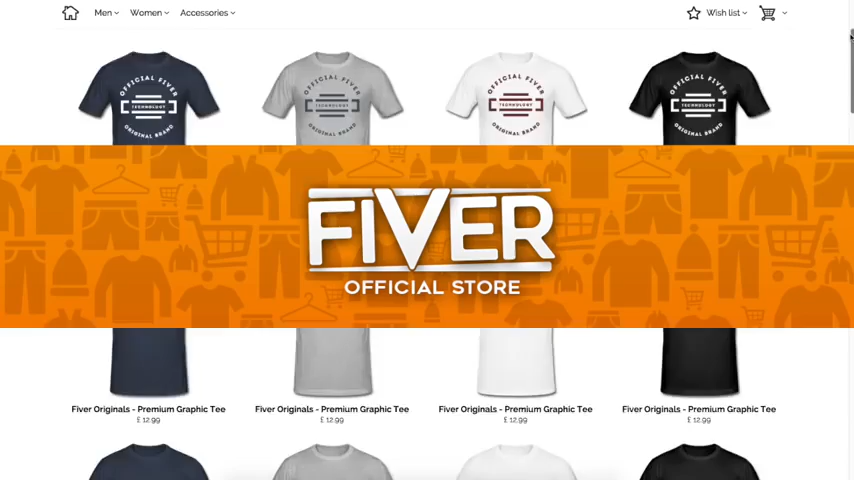 Men Women Accessories Wish list
OFFICIAL FIVER OFFICIAL FIVER OFFICIAL FIVER OFFICIAL FIVER
TECHNOLOGY TECHNOLOGY TECHNOLOGY TECHNOLOGY
ORIGINAL BRAND ORIGINAL BRAND ORIGINAL BRAND ORIGINAL BRAND
FIVER
OFFICIAL STORE
Fiver Originals - Premium Graphic Tee Fiver Originals - Premium Graphic Tee Fiver Originals - Premium Graphic Tee Fiver Originals - Premium Graphic Tee
£ 12.99 £ 12.99 £ 12.99 £ 12.99